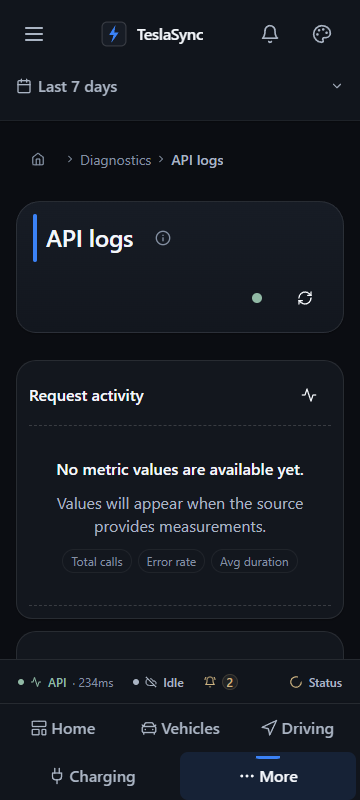 TeslaSync
Last 7 days
Diagnostics API logs
API logs
Request activity
No metric values are available yet.
Values will appear when the source
provides measurements.
Total calls Error rate Avg duration
API · 234ms Idle 2 Status
Home Vehicles Driving
Charging More